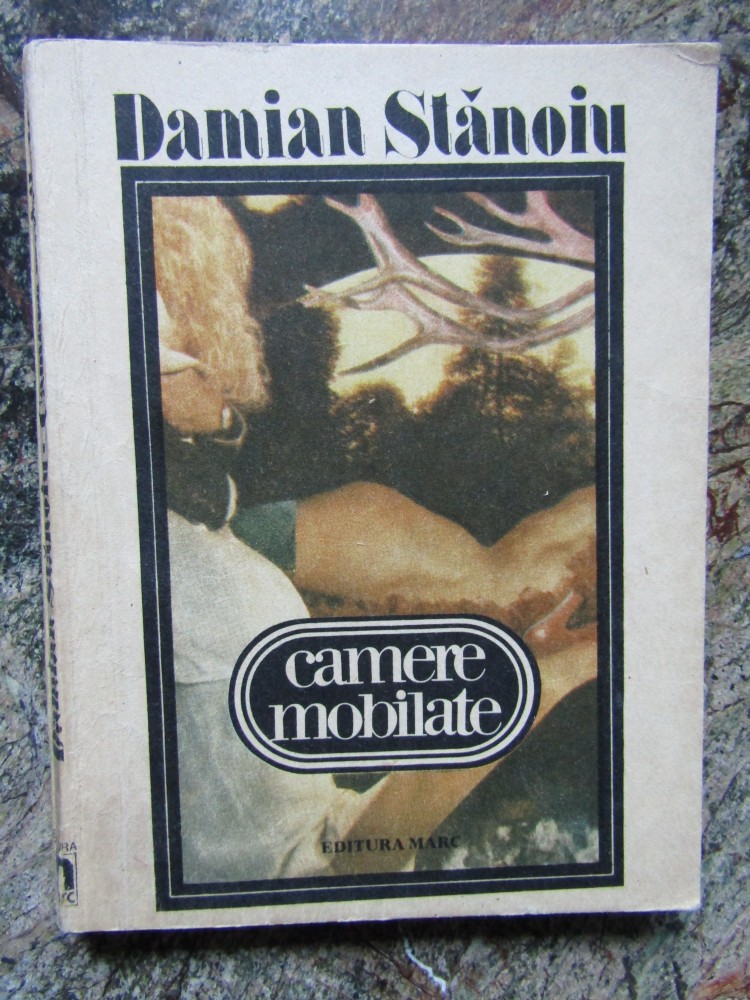 Damian Stănoiu
camere
mobilate
EDITURA MARC